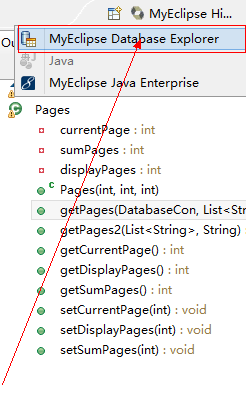 MyEclipse Hi...
MyEclipse Database Explorer
Java
MyEclipse Java Enterprise
Pages
currentPage : int
sumPages : int
displayPages : int
Pages(int, int, int)
getPages(DatabaseCon, List<Str
getPages2(List<String>, String)
getCurrentPage() : int
getDisplayPages() : int
getSumPages() : int
setCurrentPage(int) : void
setDisplayPages(int) : void
setSumPages(int) : void